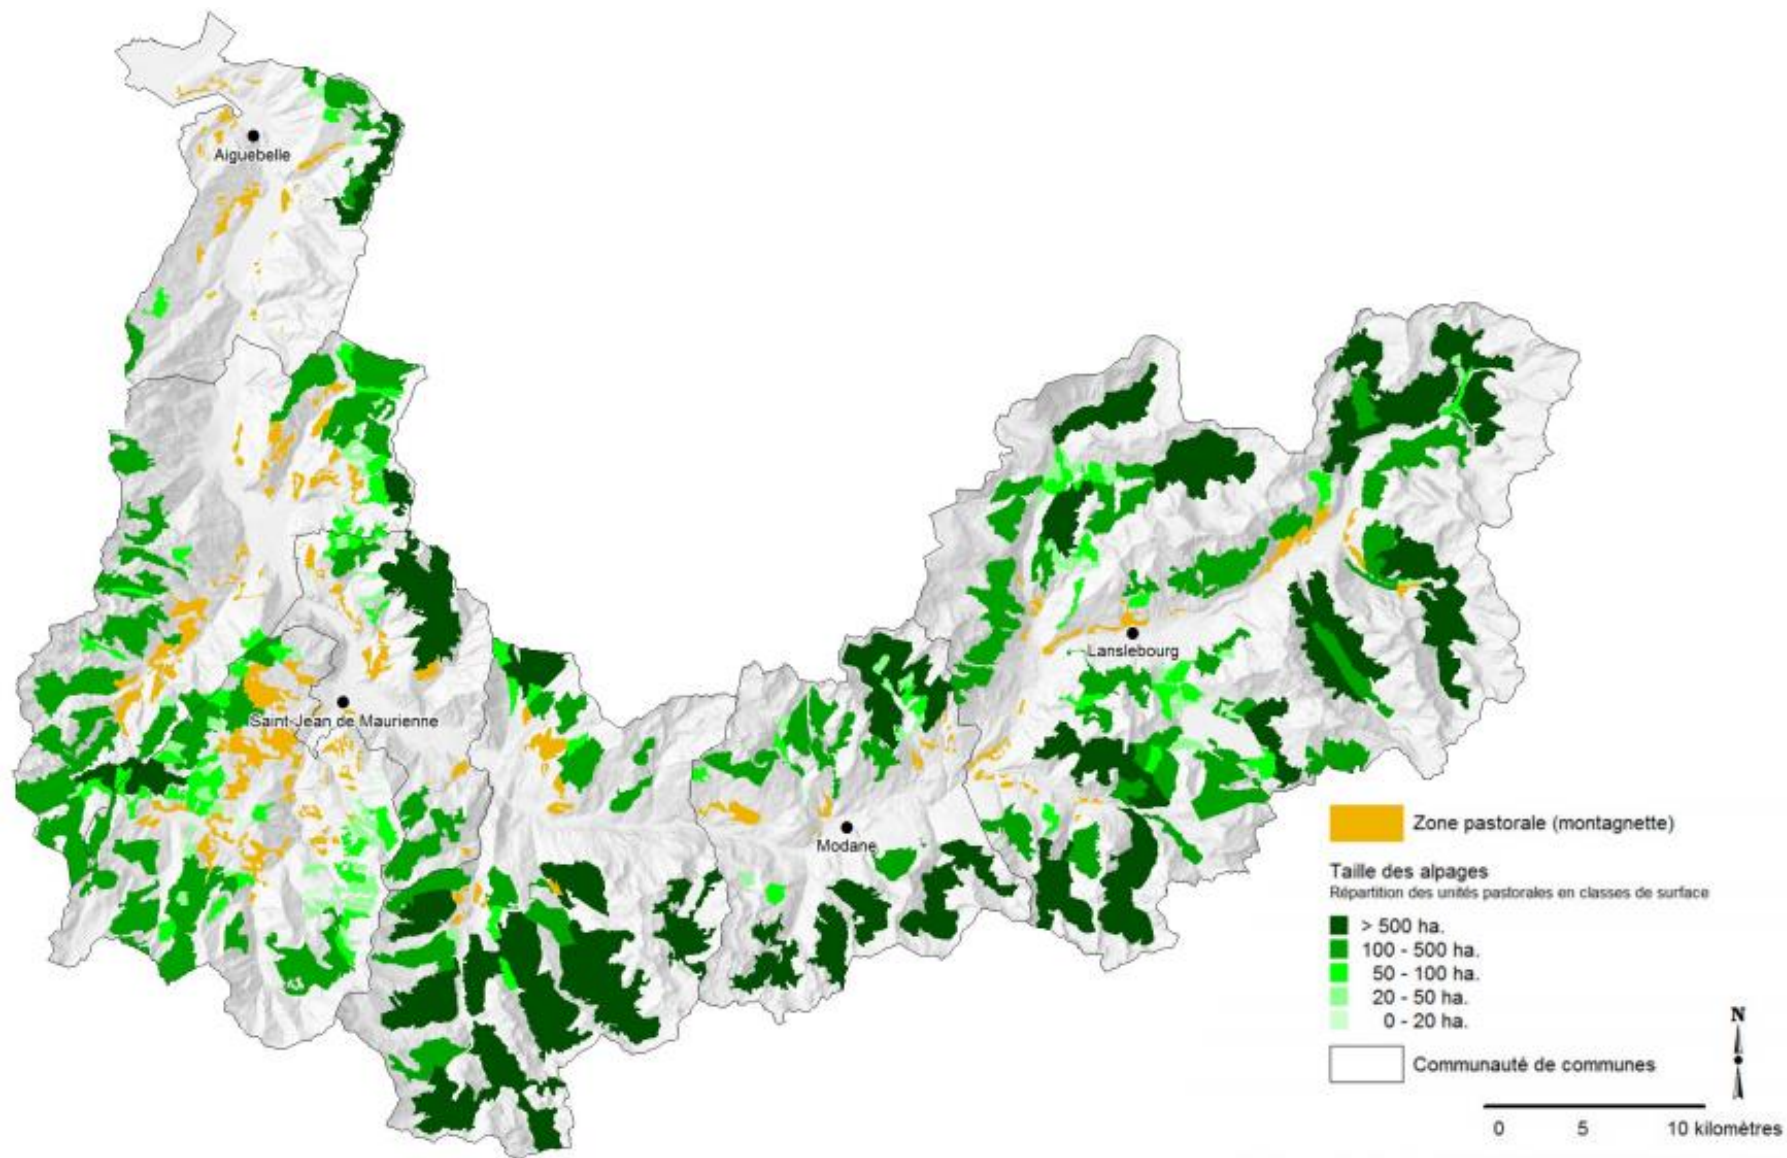 Aiguebelle
Lanslebourg
Saint-Jean de Maurienne
Modane
Zone pastorale (montagnette)
Taille des alpages
Répartition des unités pastorales en classes de surface
> 500 ha.
100 - 500 ha.
50 - 100 ha.
20 - 50 ha.
0 - 20 ha.
Communauté de communes
N
0 5 10 kilomètres